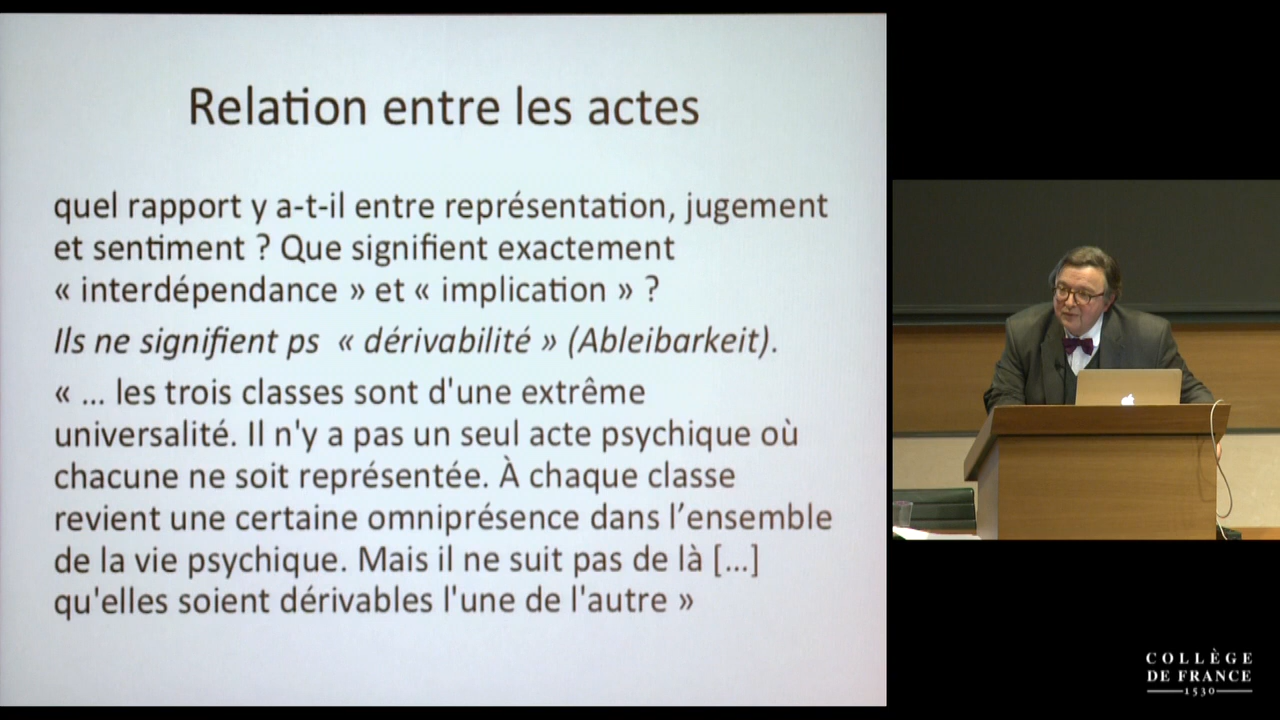 Relation entre les actes
quel rapport y a-t-il entre représentation, jugement
et sentiment ? Que signifient exactement
« interdépendance » et « implication » ?
Ils ne signifient ps « dérivabilité » (Ableibarkeit).
« ... les trois classes sont d'une extrême
universalité. Il n'y a pas un seul acte psychique où
chacune ne soit représentée. À chaque classe
revient une certaine omniprésence dans l’ensemble
de la vie psychique. Mais il ne suit pas de là [...]
qu'elles soient dérivables l'une de l'autre »
COLLÈGE
DE FRANCE
1530